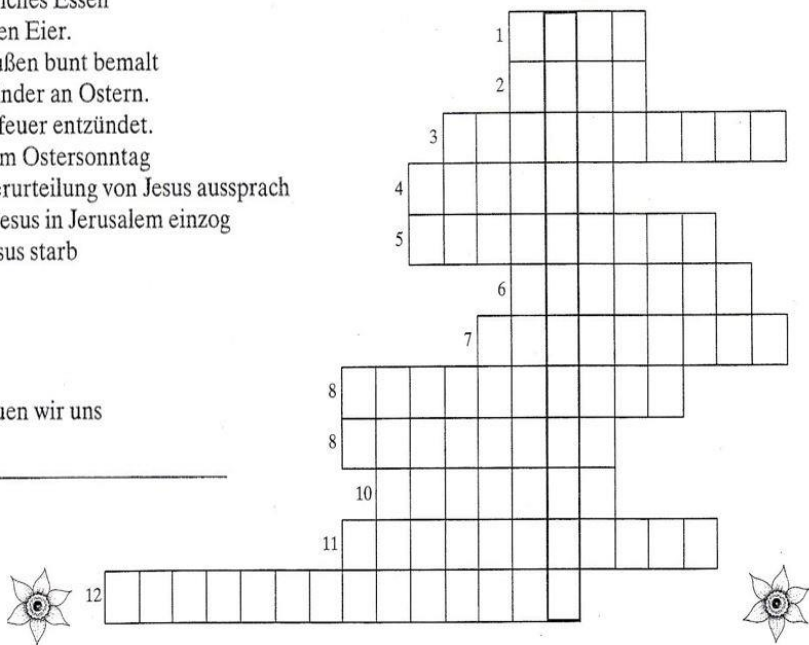 liches Essen
en Eier.
ußen bunt bemalt
nder an Ostern.
feuer entzündet.
m Ostersonntag
erurteilung von Jesus aussprach
esus in Jerusalem einzog
sus starb
uen wir uns
1
2
3
4
5
6
7
8
8
10
11
12